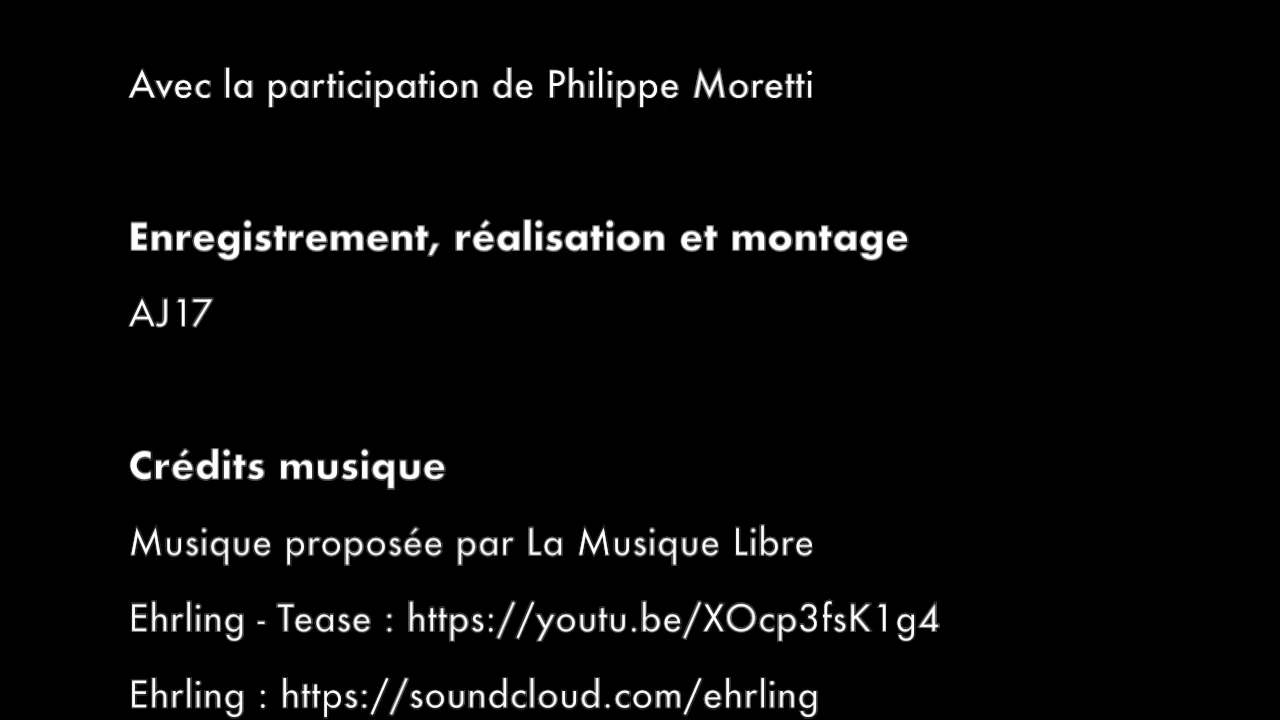 Avec la participation de Philippe Moretti
Enregistrement, réalisation et montage
AJ17
Crédits musique
Musique proposée par La Musique Libre
Ehrling - Tease : https://youtu.be/XOcp3fsK1g4
Ehrling : https://soundcloud.com/ehrling